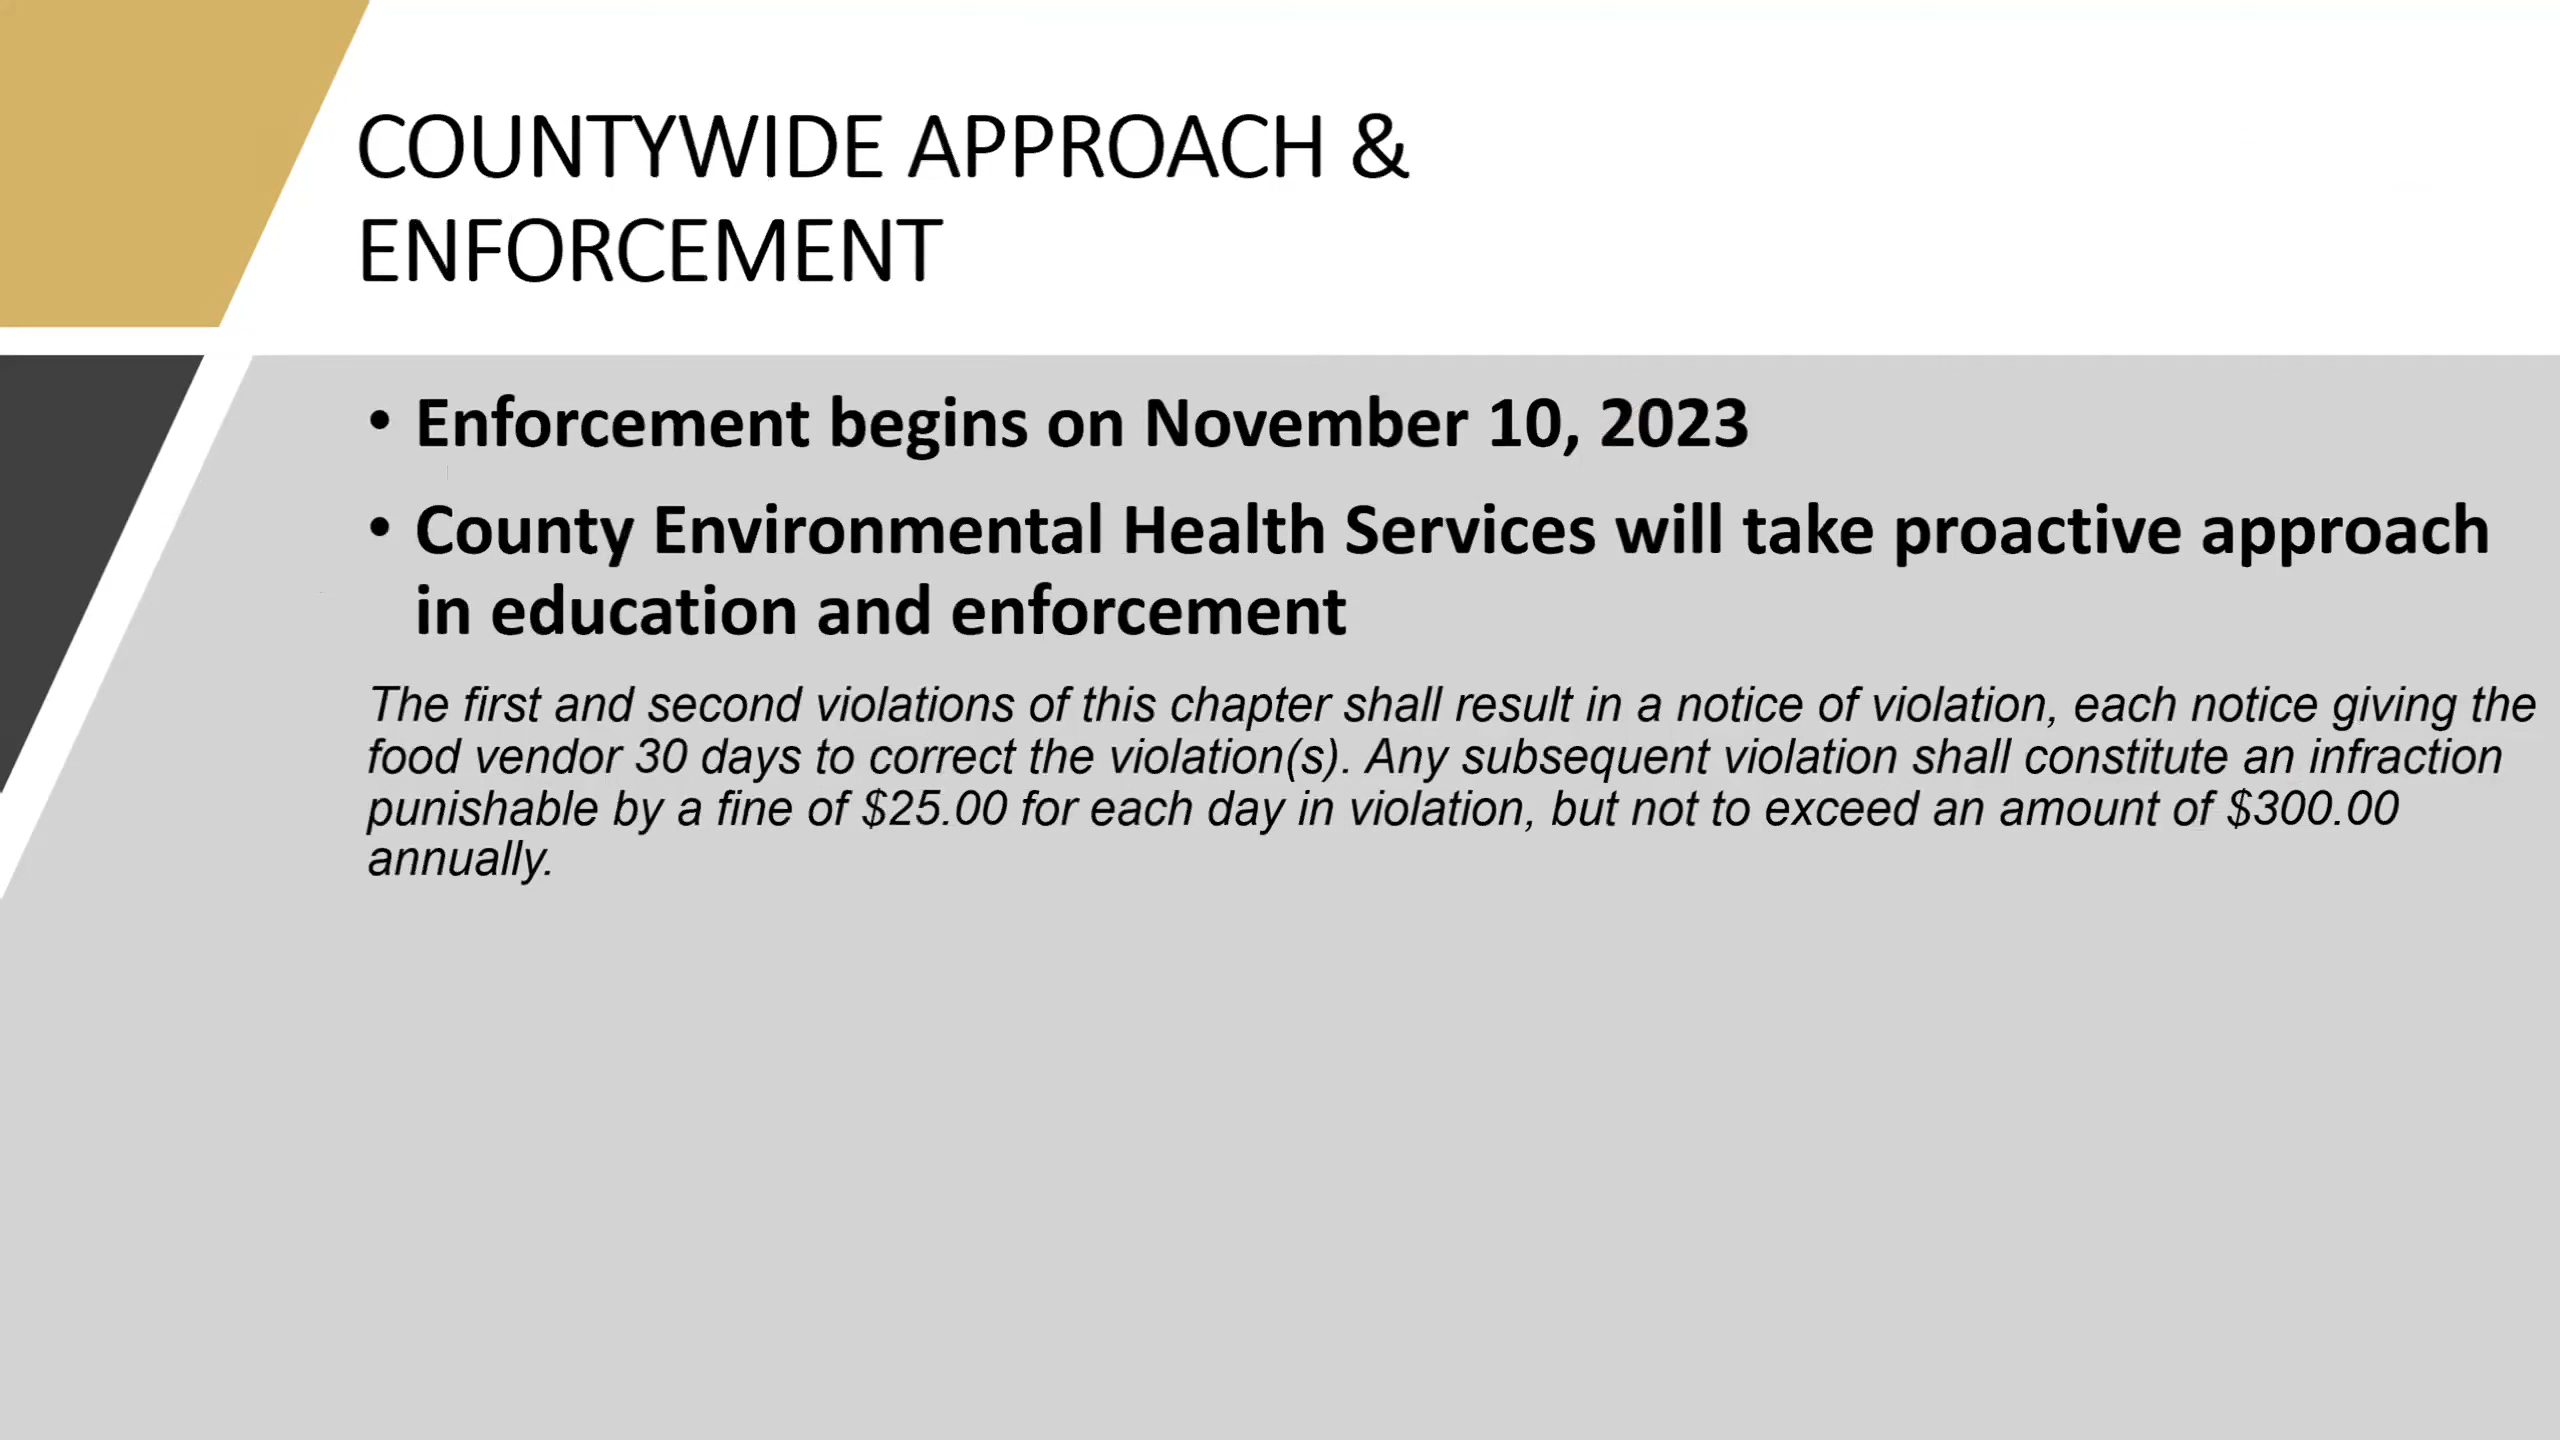 COUNTYWIDE APPROACH &
ENFORCEMENT
• Enforcement begins on November 10, 2023
• County Environmental Health Services will take proactive approach
in education and enforcement
The first and second violations of this chapter shall result in a notice of violation, each notice giving the
food vendor 30 days to correct the violation(s). Any subsequent violation shall constitute an infraction
punishable by a fine of $25.00 for each day in violation, but not to exceed an amount of $300.00
annually.